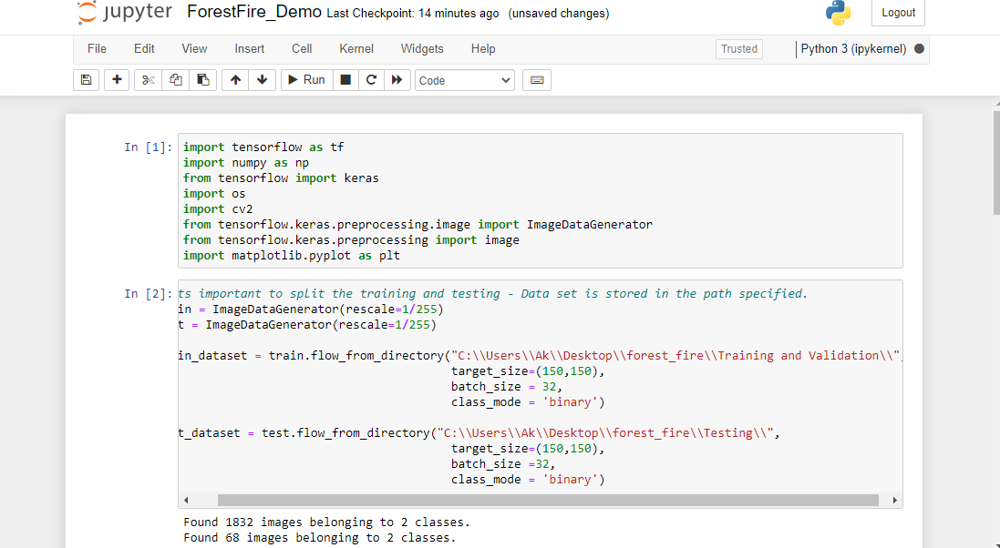 jupyter ForestFire_Demo Last Checkpoint: 14 minutes ago (unsaved changes) Logout
File Edit View Insert Cell Kernel Widgets Help Trusted Python 3 (ipykernel)
Run Code
In [1]: import tensorflow as tf
import numpy as np
from tensorflow import keras
import os
import cv2
from tensorflow.keras.preprocessing.image import ImageDataGenerator
from tensorflow.keras.preprocessing import image
import matplotlib.pyplot as plt
In [2]: ts important to split the training and testing - Data set is stored in the path specified.
in = ImageDataGenerator(rescale=1/255)
t = ImageDataGenerator(rescale=1/255)
in_dataset = train.flow_from_directory("C:\\Users\\Ak\\Desktop\\forest_fire\\Training and Validation\\",
target_size=(150,150),
batch_size = 32,
class_mode = 'binary')
t_dataset = test.flow_from_directory("C:\\Users\\Ak\\Desktop\\forest_fire\\Testing\\",
target_size=(150,150),
batch_size =32,
class_mode = 'binary')
Found 1832 images belonging to 2 classes.
Found 68 images belonging to 2 classes.